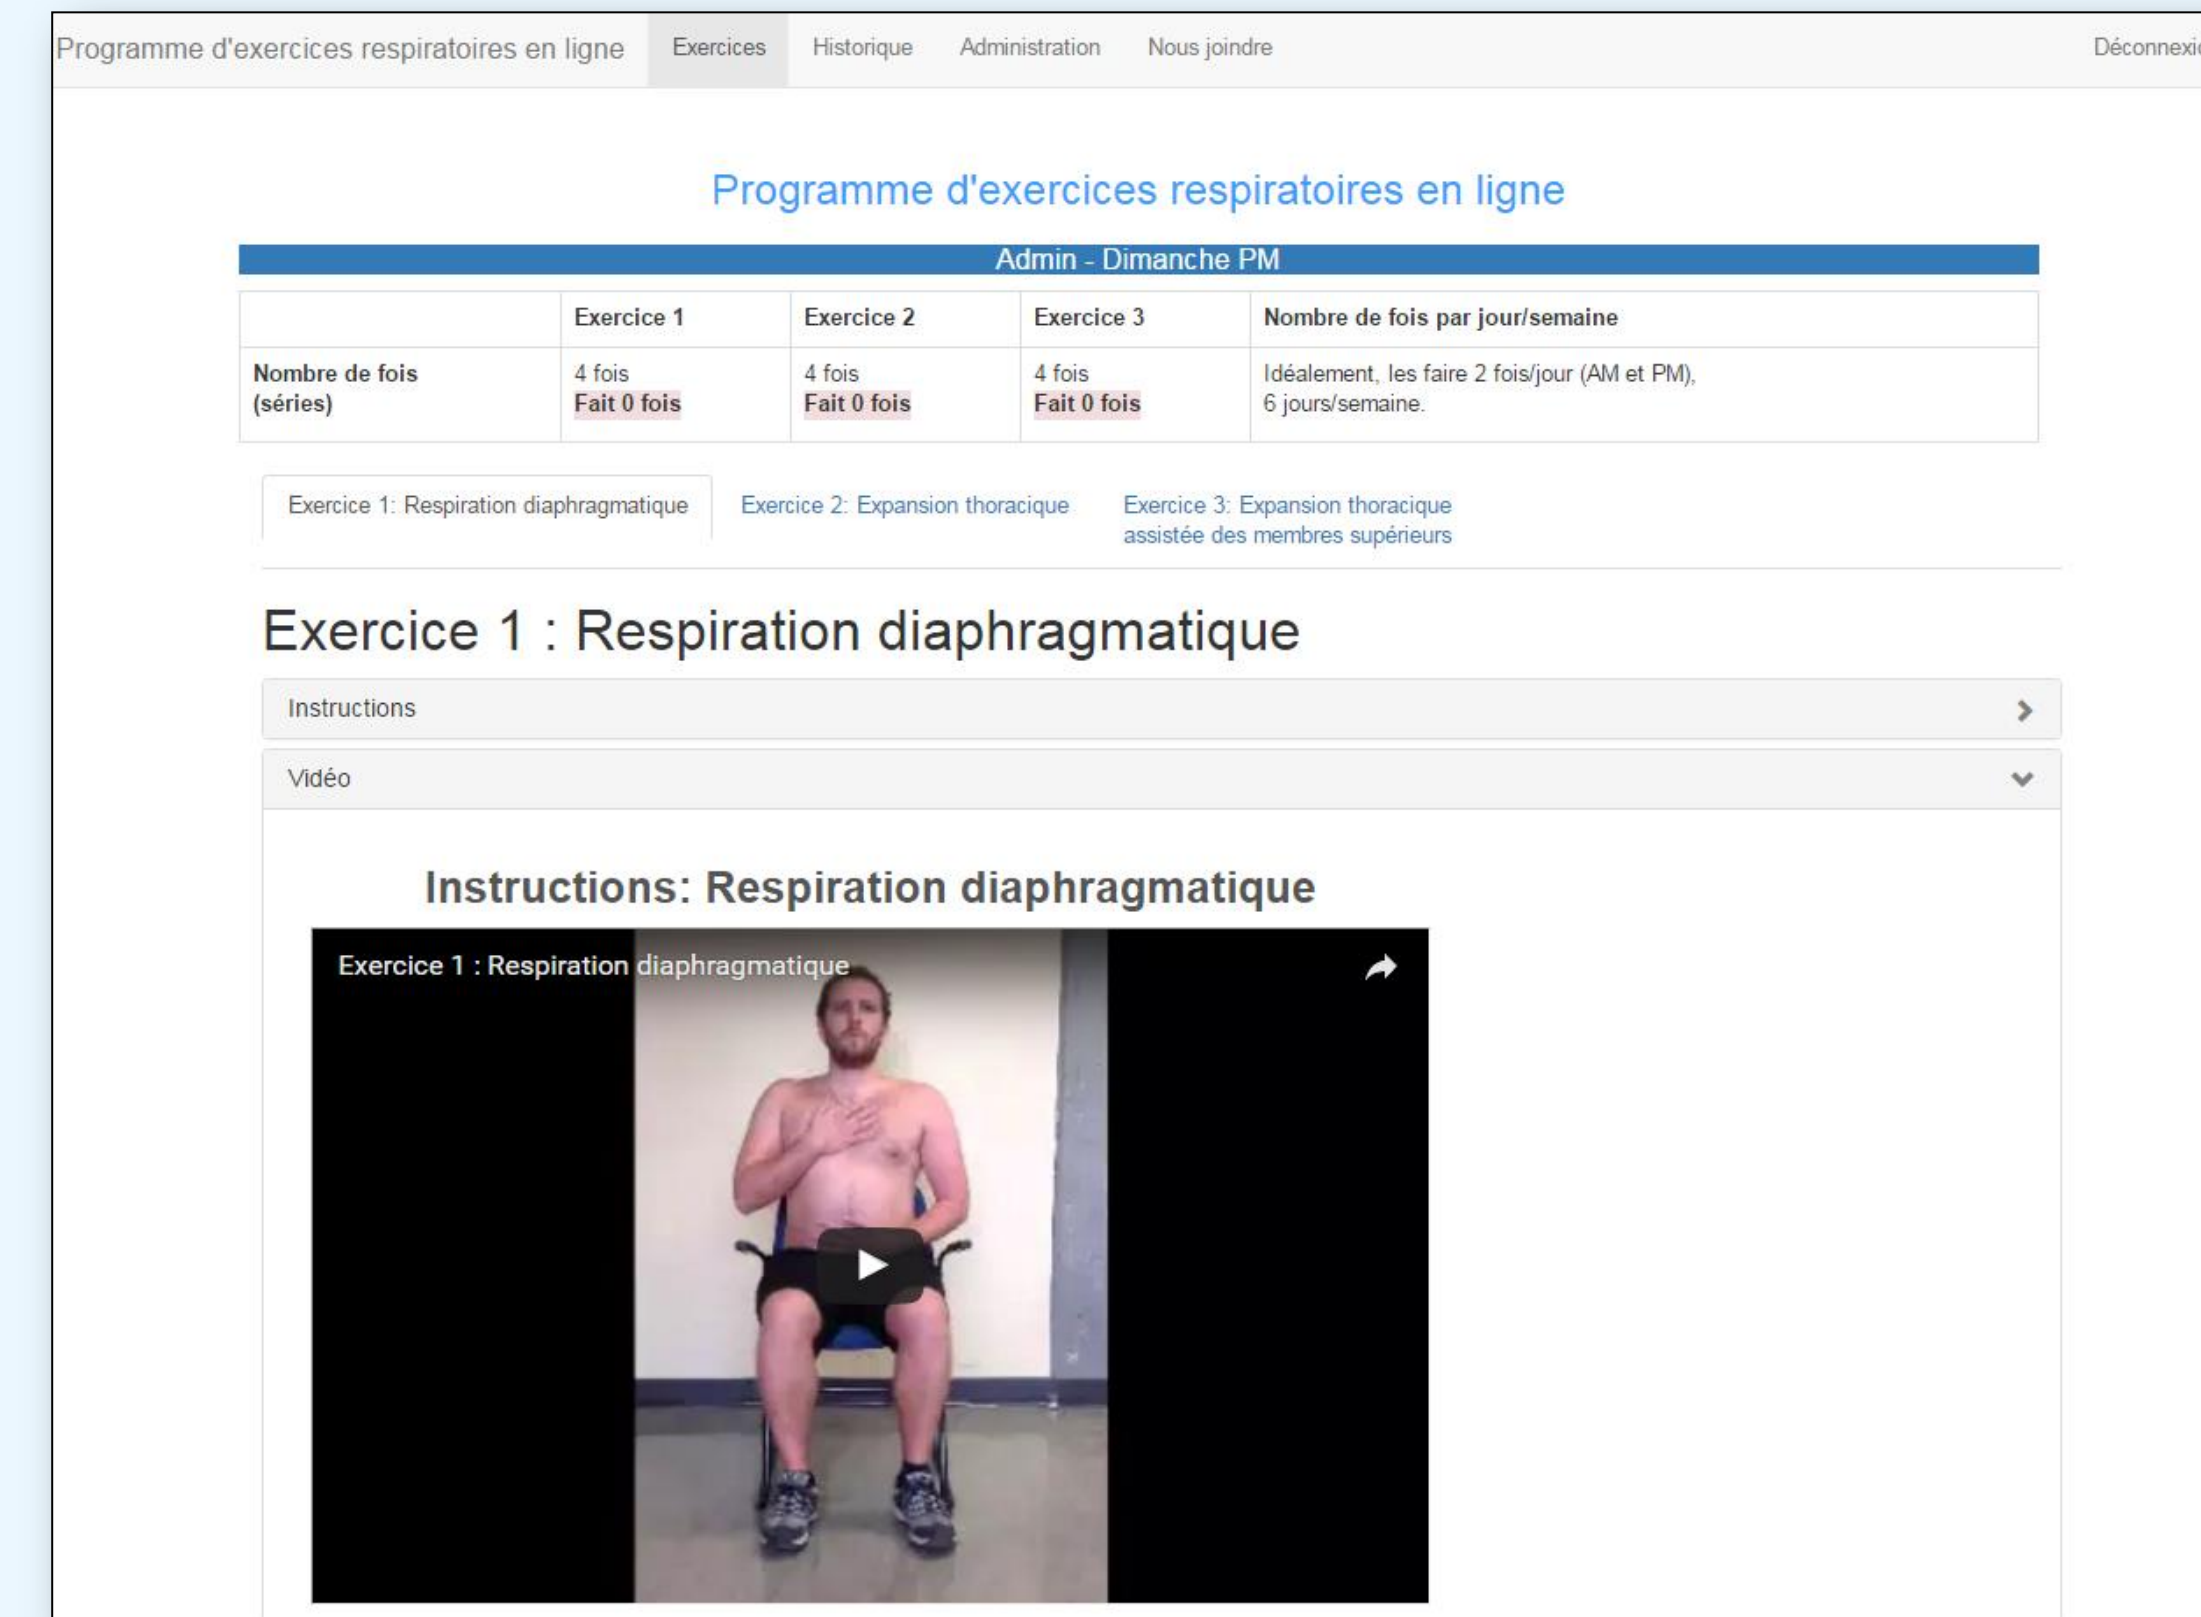 Programme d'exercices respiratoires en ligne Exercices Historique Administration Nous joindre
Programme d'exercices respiratoires en ligne
Admin - Dimanche PM
Exercice 1 Exercice 2 Exercice 3 Nombre de fois par jour/semaine
Nombre de fois 4 fois 4 fois 4 fois Idéalement, les faire 2 fois/jour (AM et PM),
(séries) Fait 0 fois Fait 0 fois Fait 0 fois 6 jours/semaine.
Exercice 1: Respiration diaphragmatique Exercice 2: Expansion thoracique Exercice 3: Expansion thoracique
assistée des membres supérieurs
Exercice 1 : Respiration diaphragmatique
Instructions
Vidéo
Instructions: Respiration diaphragmatique
Exercice 1 : Respiration diaphragmatique